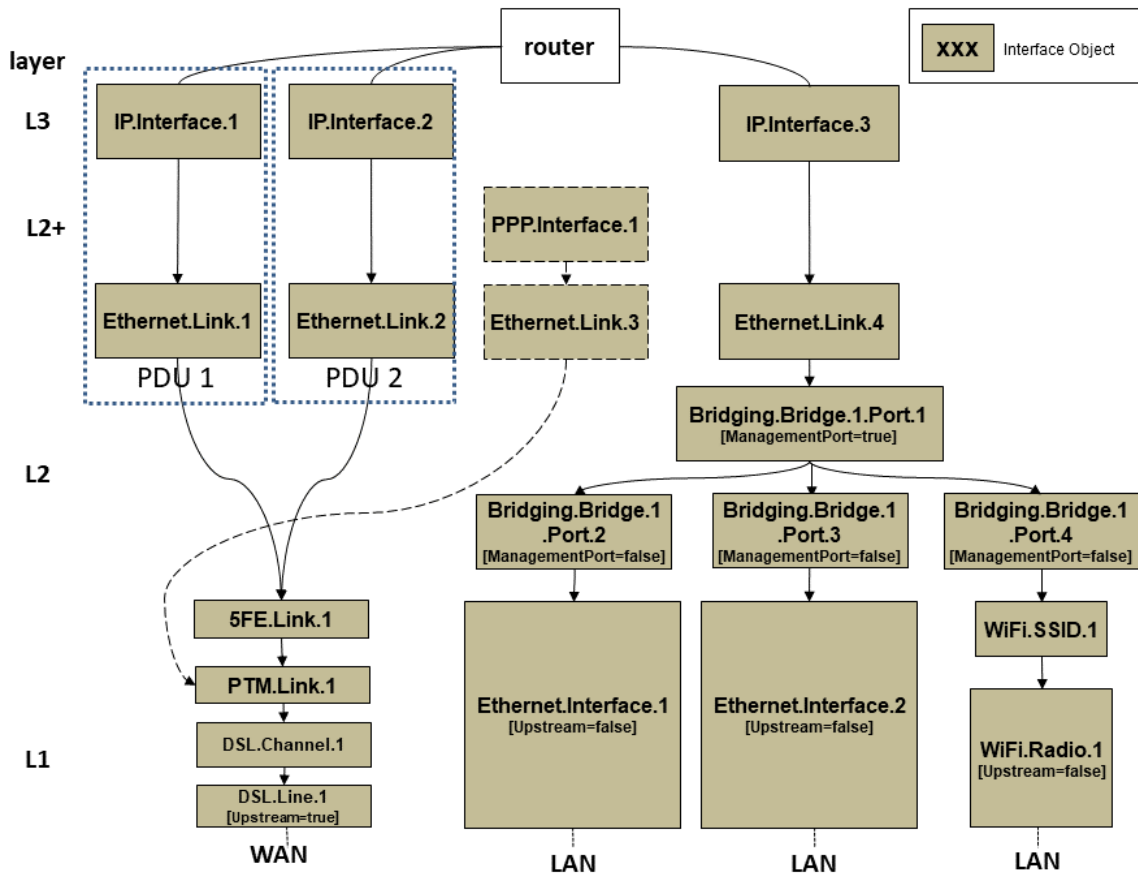 router
xxx
Interface Object
layer
L3
IP.Interface.1
IP.Interface.2
IP.Interface.3
L2+
PPP.Interface.1
Ethernet.Link.1
Ethernet.Link.2
Ethernet.Link.3
Ethernet.Link.4
PDU 1
PDU 2
Bridging.Bridge.1.Port.1
[ManagementPort=true]
L2
Bridging.Bridge.1
.Port.2
[ManagementPort=false]
Bridging.Bridge.1
.Port.3
[ManagementPort=false]
Bridging.Bridge.1
.Port.4
[ManagementPort=false]
5FE.Link.1
WiFi.SSID.1
PTM.Link.1
Ethernet.Interface.1
[Upstream=false]
Ethernet.Interface.2
[Upstream=false]
WiFi.Radio.1
[Upstream=false]
L1
DSL.Channel.1
DSL.Line.1
[Upstream=true]
WAN
LAN
LAN
LAN